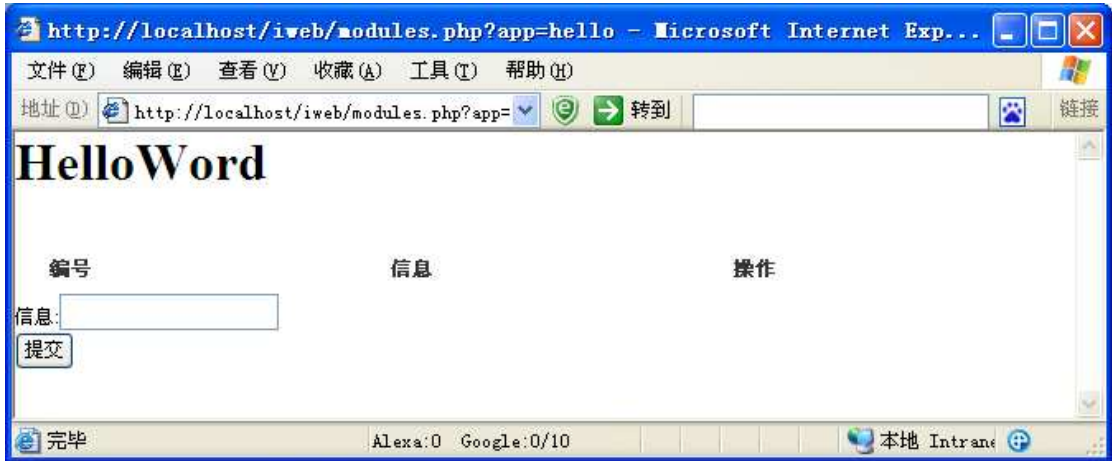 http://localhost/iweb/modules.php?app=hello - Microsoft Internet Exp...
文件(F) 编辑(E) 查看(V) 收藏(A) 工具(T) 帮助(H)
地址(D) http://localhost/iweb/modules.php?app= 转到 链接
HelloWord
编号 信息 操作
信息:
提交
完毕 Alexa:0 Google:0/10 本地 Intrane